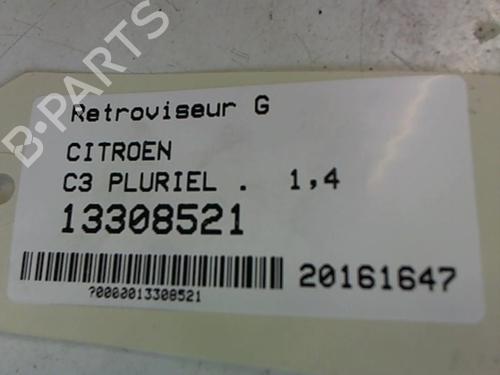 B-PARTS
Retroviseur G
CITROEN
C3 PLURIEL . 1,4
13308521
20161647
?0000013308521